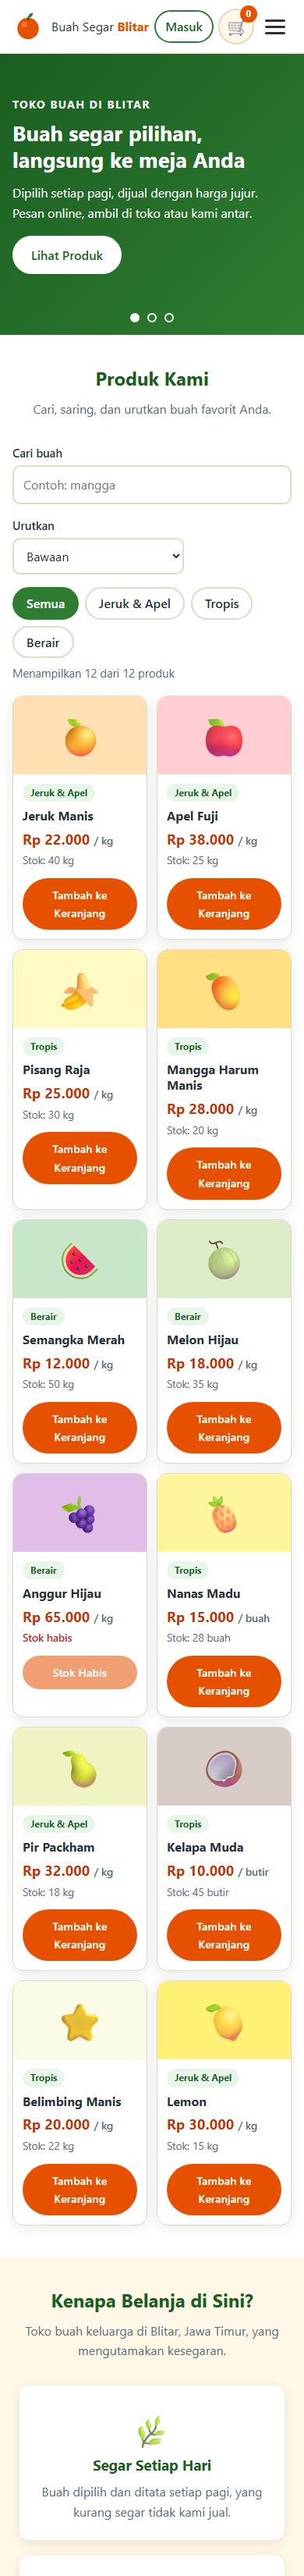 Buah Segar Blitar
Masuk
0
TOKO BUAH DI BLITAR
Buah segar pilihan,
langsung ke meja Anda
Dipilih setiap pagi, dijual dengan harga jujur.
Pesan online, ambil di toko atau kami antar.
Lihat Produk
Produk Kami
Cari, saring, dan urutkan buah favorit Anda.
Cari buah
Contoh: mangga
Urutkan
Bawaan
Semua
Jeruk & Apel
Tropis
Berair
Menampilkan 12 dari 12 produk
Jeruk & Apel
Jeruk Manis
Rp 22.000 / kg
Stok: 40 kg
Tambah ke
Keranjang
Jeruk & Apel
Apel Fuji
Rp 38.000 / kg
Stok: 25 kg
Tambah ke
Keranjang
Tropis
Pisang Raja
Rp 25.000 / kg
Stok: 30 kg
Tambah ke
Keranjang
Tropis
Mangga Harum
Manis
Rp 28.000 / kg
Stok: 20 kg
Tambah ke
Keranjang
Berair
Semangka Merah
Rp 12.000 / kg
Stok: 50 kg
Tambah ke
Keranjang
Berair
Melon Hijau
Rp 18.000 / kg
Stok: 35 kg
Tambah ke
Keranjang
Berair
Anggur Hijau
Rp 65.000 / kg
Stok habis
Stok Habis
Tropis
Nanas Madu
Rp 15.000 / buah
Stok: 28 buah
Tambah ke
Keranjang
Jeruk & Apel
Pir Packham
Rp 32.000 / kg
Stok: 18 kg
Tambah ke
Keranjang
Tropis
Kelapa Muda
Rp 10.000 / butir
Stok: 45 butir
Tambah ke
Keranjang
Tropis
Belimbing Manis
Rp 20.000 / kg
Stok: 22 kg
Tambah ke
Keranjang
Jeruk & Apel
Lemon
Rp 30.000 / kg
Stok: 15 kg
Tambah ke
Keranjang
Kenapa Belanja di Sini?
Toko buah keluarga di Blitar, Jawa Timur, yang
mengutamakan kesegaran.
Segar Setiap Hari
Buah dipilih dan ditata setiap pagi, yang
kurang segar tidak kami jual.